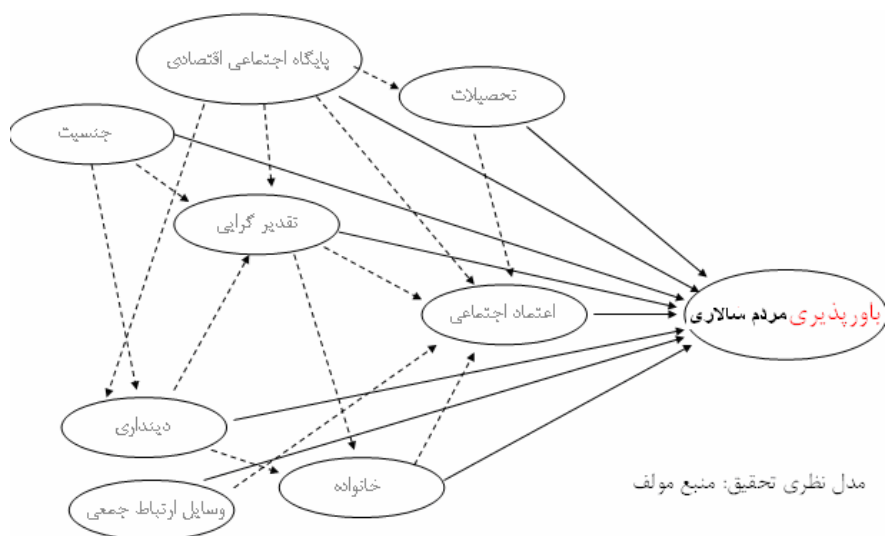 پایگاه اجتماعی اقتصادی
تحصیلات
جنسیت
تقدیر گرایی
اعتماد اجتماعی
باورپذیری مردم سالاری
دینداری
خانواده
وسایل ارتباط جمعی
مدل نظری تحقیق: منبع مولف